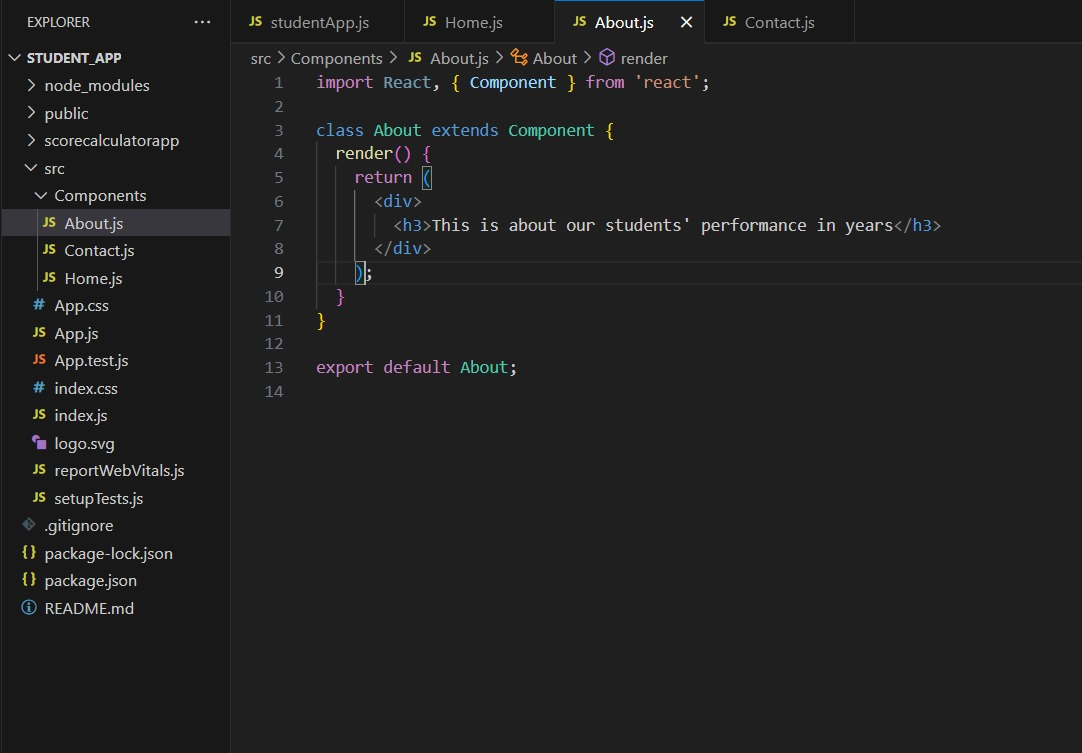 EXPLORER ···
STUDENT_APP
node_modules
public
scorecalculatorapp
src
Components
JS About.js
JS Contact.js
JS Home.js
# App.css
JS App.js
JS App.test.js
# index.css
JS index.js
logo.svg
JS reportWebVitals.js
JS setupTests.js
.gitignore
{} package-lock.json
{} package.json
README.md
JS studentApp.js JS Home.js JS About.js × JS Contact.js
src > Components > JS About.js > About > render
1 import React, { Component } from 'react';
2
3 class About extends Component {
4 render() {
5 return (
6 <div>
7 <h3>This is about our students' performance in years</h3>
8 </div>
9 );
10 }
11 }
12
13 export default About;
14